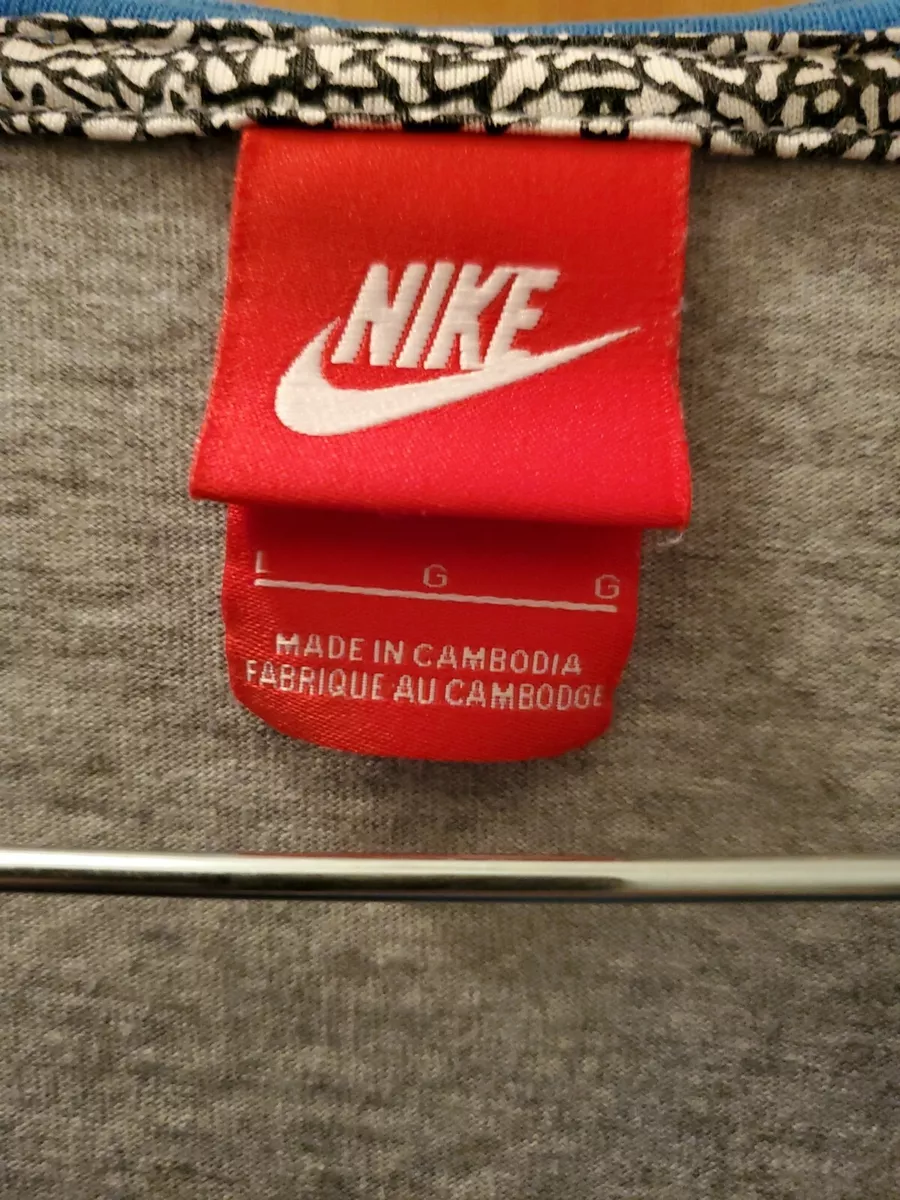 NIKE
L G G
MADE IN CAMBODIA
FABRIQUE AU CAMBODGE